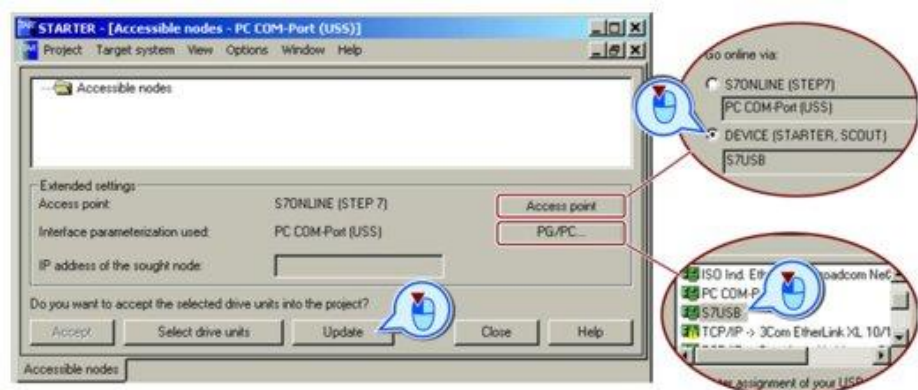 STARTER - [Accessible nodes - PC COM-Port (USS)]
Project Target system View Options Window Help
Accessible nodes
Extended settings
Access point: S7ONLINE (STEP 7) Access point
Interface parameterization used: PC COM-Port (USS) PG/PC...
IP address of the sought node:
Do you want to accept the selected drive units into the project?
Accept Select drive units Update Close Help
Accessible nodes
Go online via:
S7ONLINE (STEP7)
PC COM-Port (USS)
DEVICE (STARTER, SCOUT)
S7USB
ISO Ind.
PC COM-P
S7USB
TCP/IP -> 3Com EtherLink XL 10/1
assignment of your USB